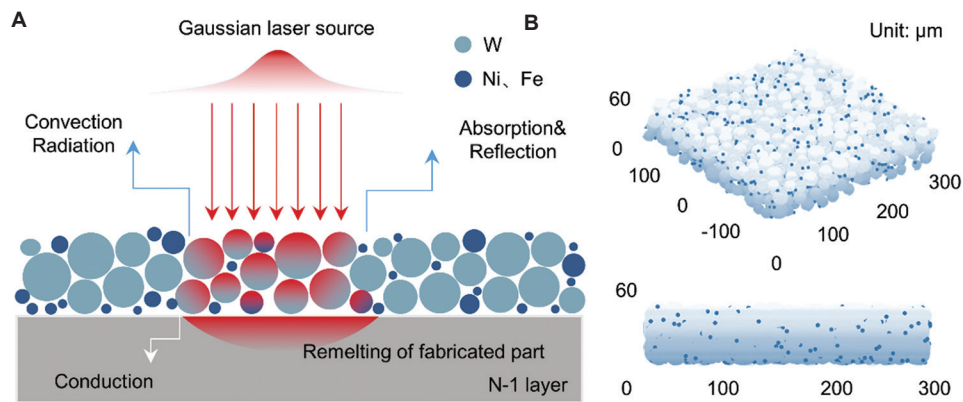 A
Gaussian laser source
W
Ni、Fe
Convection
Radiation
Absorption&
Reflection
Remelting of fabricated part
Conduction
N-1 layer
B
Unit: μm
60
0
100
0
-100
0
100
200
300
60
0
100
200
300